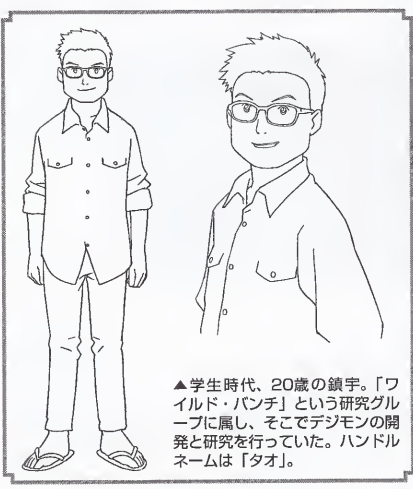 ▲学生時代、20歳の鎮宇。「ワ
イルド・バンチ」という研究グル
ープに属し、そこでデジモンの開
発と研究を行っていた。ハンドル
ネームは「タオ」。